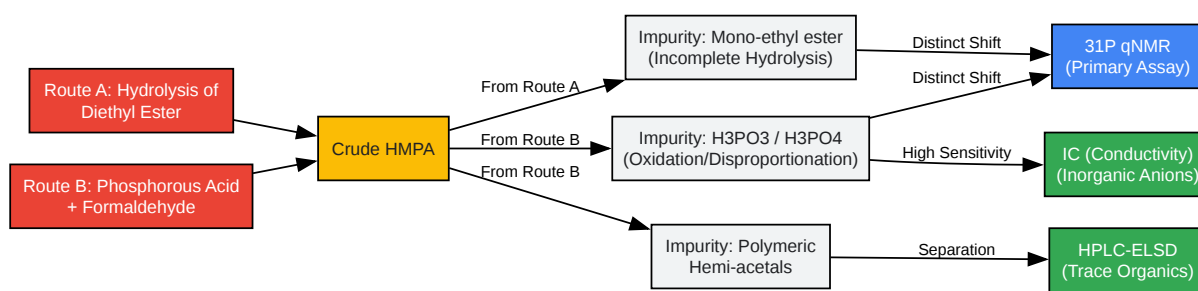 Route A: Hydrolysis of
Diethyl Ester
Route B: Phosphorous Acid
+ Formaldehyde
Crude HMPA
From Route A
From Route B
From Route B
Impurity: Mono-ethyl ester
(Incomplete Hydrolysis)
Impurity: H3PO3 / H3PO4
(Oxidation/Disproportionation)
Impurity: Polymeric
Hemi-acetals
Distinct Shift
Distinct Shift
High Sensitivity
Separation
31P qNMR
(Primary Assay)
IC (Conductivity)
(Inorganic Anions)
HPLC-ELSD
(Trace Organics)